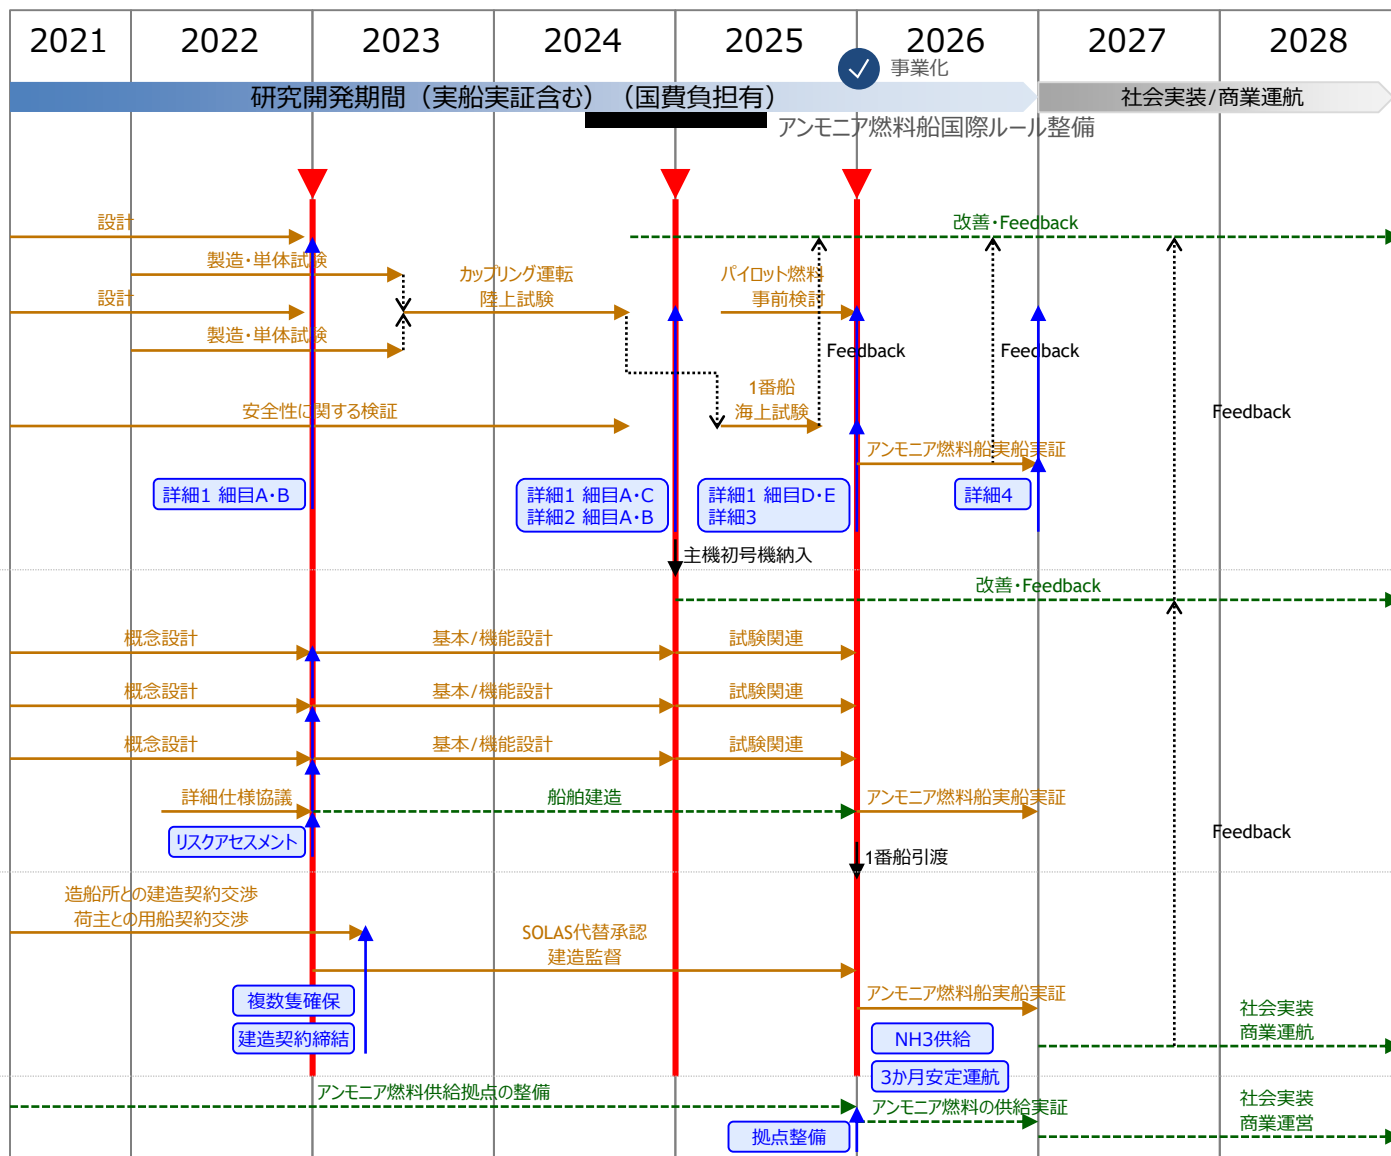 2021
2022
2023
2024
2025
2026
2027
2028
事業化
研究開発期間（実船実証含む）（国費負担有）
社会実装/商業運航
アンモニア燃料船国際ルール整備
設計
改善・Feedback
製造・単体試験
カップリング運転
陸上試験
パイロット燃料
事前検討
設計
製造・単体試験
Feedback
Feedback
1番船
海上試験
安全性に関する検証
Feedback
アンモニア燃料船実船実証
詳細1 細目A・B
詳細1 細目A・C
詳細2 細目A・B
詳細1 細目D・E
詳細3
詳細4
主機初号機納入
改善・Feedback
概念設計
基本/機能設計
試験関連
概念設計
基本/機能設計
試験関連
概念設計
基本/機能設計
試験関連
詳細仕様協議
船舶建造
アンモニア燃料船実船実証
リスクアセスメント
Feedback
1番船引渡
造船所との建造契約交渉
荷主との用船契約交渉
SOLAS代替承認
建造監督
複数隻確保
建造契約締結
アンモニア燃料船実船実証
NH3供給
3か月安定運航
社会実装
商業運航
アンモニア燃料供給拠点の整備
アンモニア燃料の供給実証
拠点整備
社会実装
商業運営